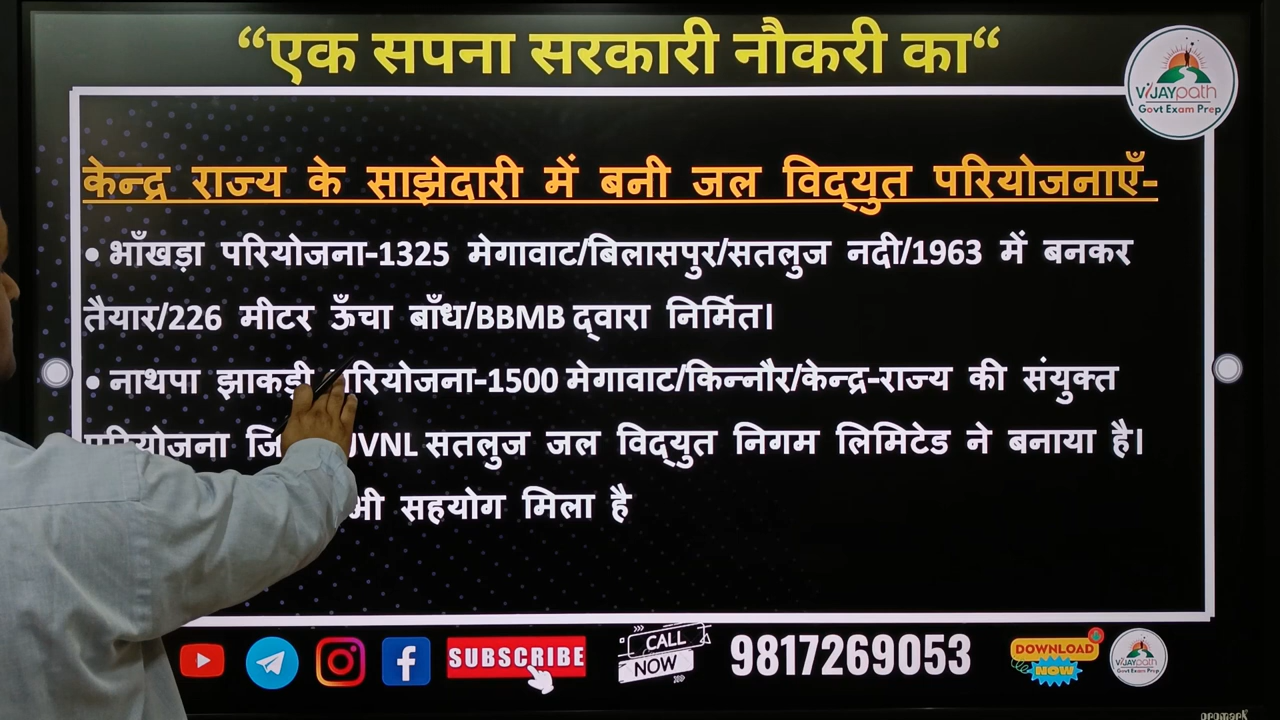 “एक सपना सरकारी नौकरी का“
VIJAYpath
Govt Exam Prep
केन्द्र राज्य के साझेदारी में बनी जल विद्युत परियोजनाएँ-
• भाँखड़ा परियोजना-1325 मेगावाट/बिलासपुर/सतलुज नदी/1963 में बनकर
तैयार/226 मीटर ऊँचा बाँध/BBMB द्वारा निर्मित।
• नाथपा झाकड़ी परियोजना-1500 मेगावाट/किन्नौर/केन्द्र-राज्य की संयुक्त
परियोजना JVNL सतलुज जल विद्युत निगम लिमिटेड ने बनाया है।
भी सहयोग मिला है
SUBSCRIBE
CALL
NOW
9817269053
DOWNLOAD
NOW
VIJAYpath
Govt Exam Prep